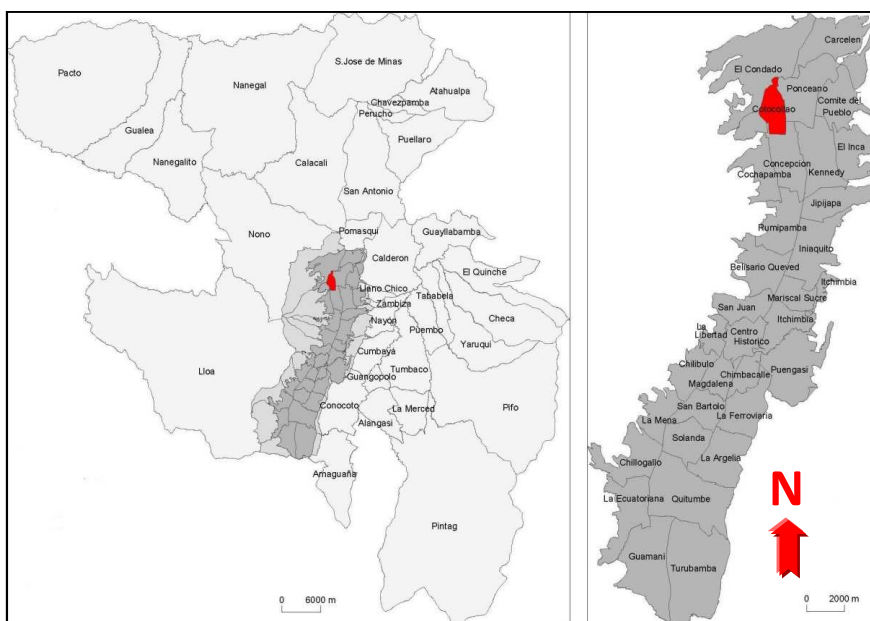 Pacto
Nanegal
S.Jose de Minas
Atahualpa
Chavezpamba
Perucho
Gualea
Puellaro
Nanegalito
Calacali
San Antonio
Nono
Pomasqui
Guayllabamba
Calderon
El Quinche
Llano Chico
Tababela
Zambiza
Checa
Nayón
Puembo
Yaruqui
Cumbayá
Lloa
Tumbaco
Guangopolo
Conocoto
La Merced
Pifo
Alangasi
Amaguaña
Pintag
0 6000 m
Carcelen
El Condado
Ponceano
Cotocollao
Comite del
Pueblo
El Inca
Concepcion
Cochapamba
Kennedy
Jipijapa
Rumipamba
Iniaquito
Belisario Queved
Itchimbia
Mariscal Sucre
San Juan
Itchimbia
La
Libertad
Centro
Historico
Chilibulo
Chimbacalle
Puengasi
Magdalena
San Bartolo
La Mena
La Ferroviaria
Solanda
La Argelia
Chillogallo
La Ecuatoriana
Quitumbe
N
Guamani
Turubamba
0 2000 m